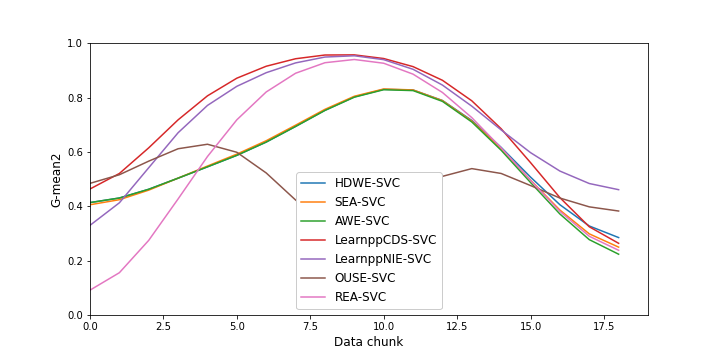 1.0
0.8
0.6
0.4
0.2
0.0
G-mean2
HDWE-SVC
SEA-SVC
AWE-SVC
LearnppCDS-SVC
LearnppNIE-SVC
OUSE-SVC
REA-SVC
0.0 2.5 5.0 7.5 10.0 12.5 15.0 17.5
Data chunk